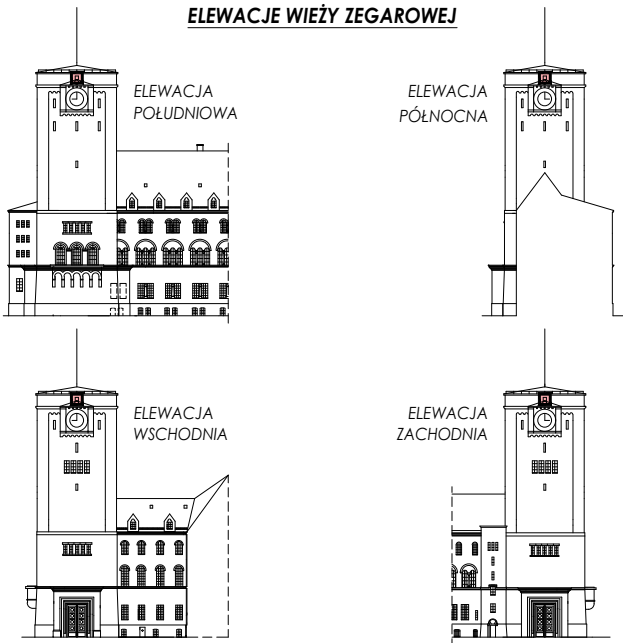 ELEWACJE WIEŻY ZEGAROWEJ
ELEWACJA
POŁUDNIOWA
ELEWACJA
PÓŁNOCNA
ELEWACJA
WSCHODNIA
ELEWACJA
ZACHODNIA